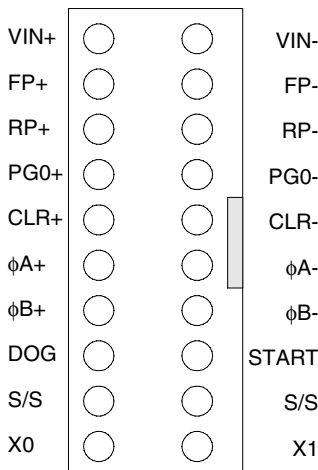 VIN+ VIN-
FP+ FP-
RP+ RP-
PG0+ PG0-
CLR+ CLR-
ϕA+ ϕA-
ϕB+ ϕB-
DOG START
S/S S/S
X0 X1